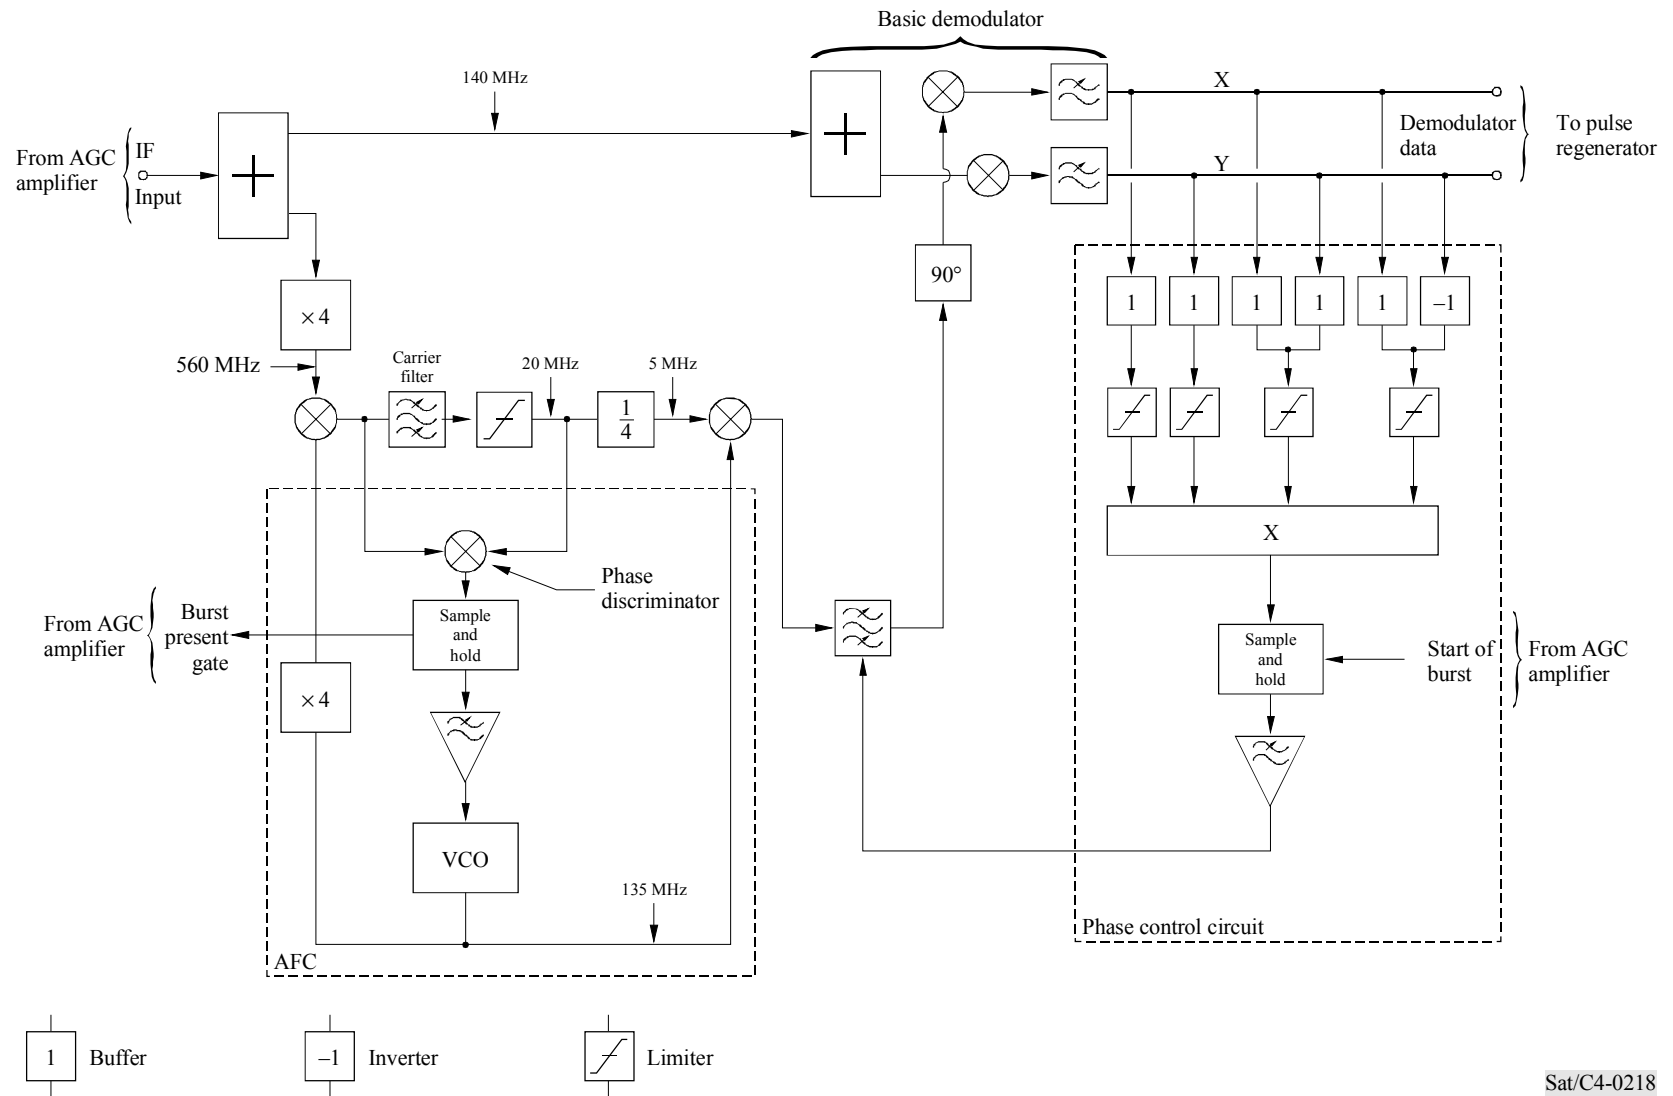 Basic demodulator
140 MHz
X
From AGC
amplifier
IF
Input
+
+
Demodulator
data
To pulse
regenerator
Y
90°
× 4
1
1
1
1
1
–1
560 MHz
Carrier
filter
20 MHz
5 MHz
1
4
X
Phase
discriminator
From AGC
amplifier
Burst
present
gate
Sample
and
hold
Sample
and
hold
Start of
burst
From AGC
amplifier
× 4
VCO
135 MHz
Phase control circuit
AFC
1
Buffer
–1
Inverter
Limiter
Sat/C4-0218